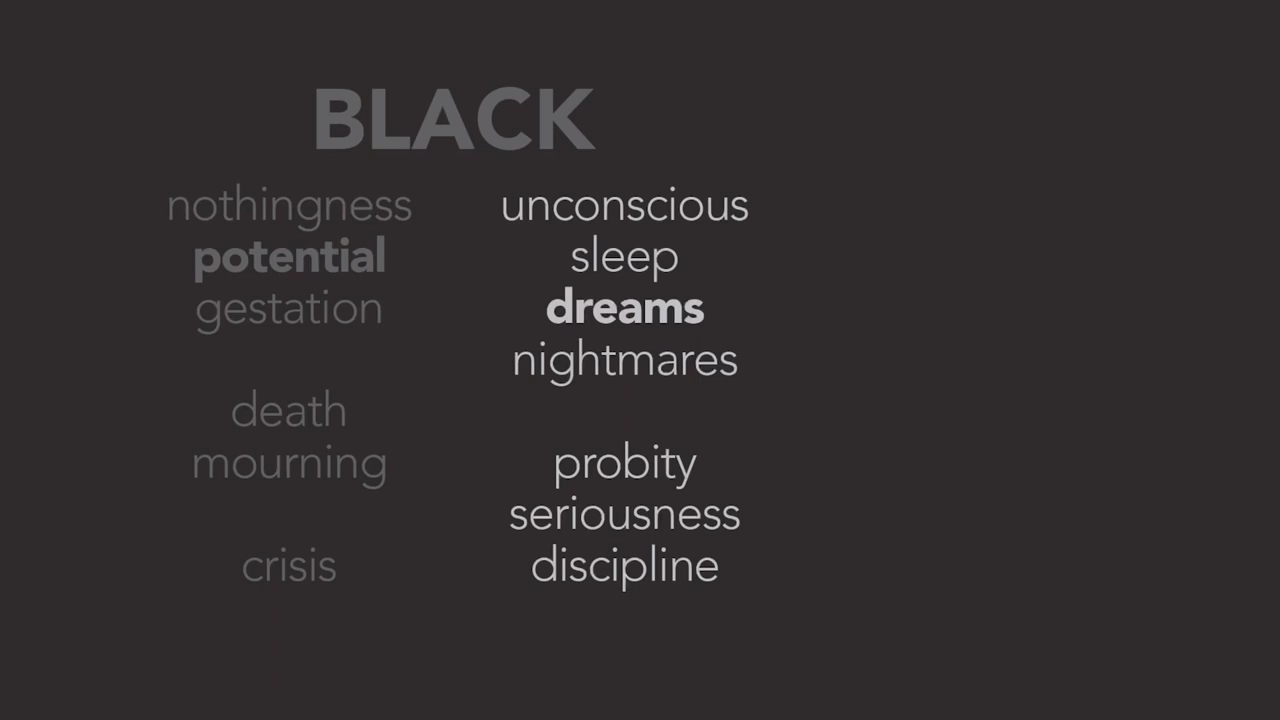 BLACK
nothingness
potential
gestation
death
mourning
crisis
unconscious
sleep
dreams
nightmares
probity
seriousness
discipline